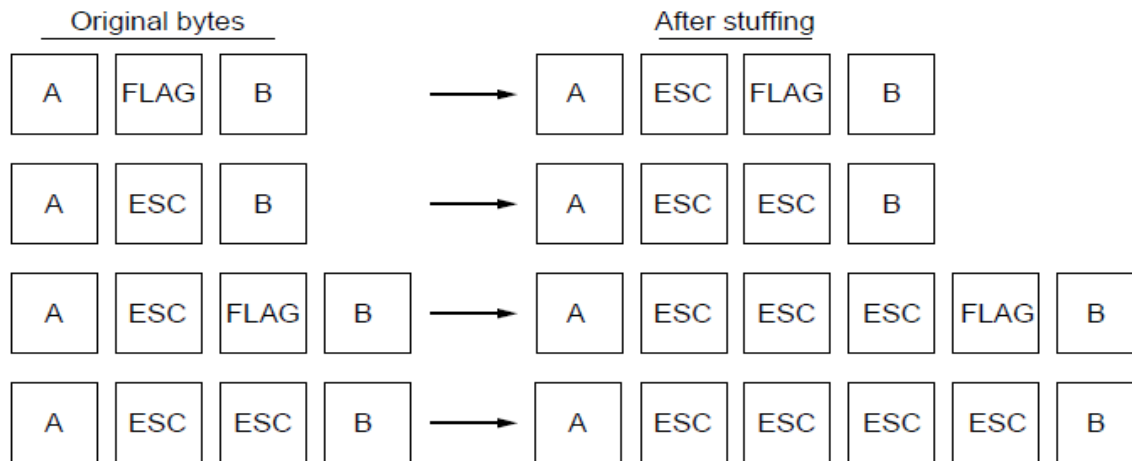 Original bytes After stuffing
A FLAG B A ESC FLAG B
A ESC B A ESC ESC B
A ESC FLAG B A ESC ESC ESC FLAG B
A ESC ESC B A ESC ESC ESC ESC B